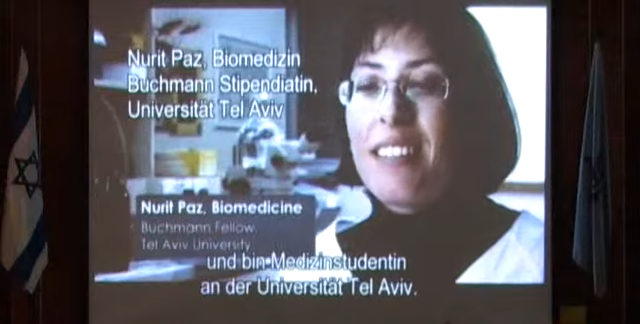 Nurit Paz, Biomedizin
Buchmann Stipendiatin,
Universität Tel Aviv
Nurit Paz, Biomedicine
Buchmann Fellow,
Tel Aviv University
und bin Medizinstudentin
an der Universität Tel Aviv.